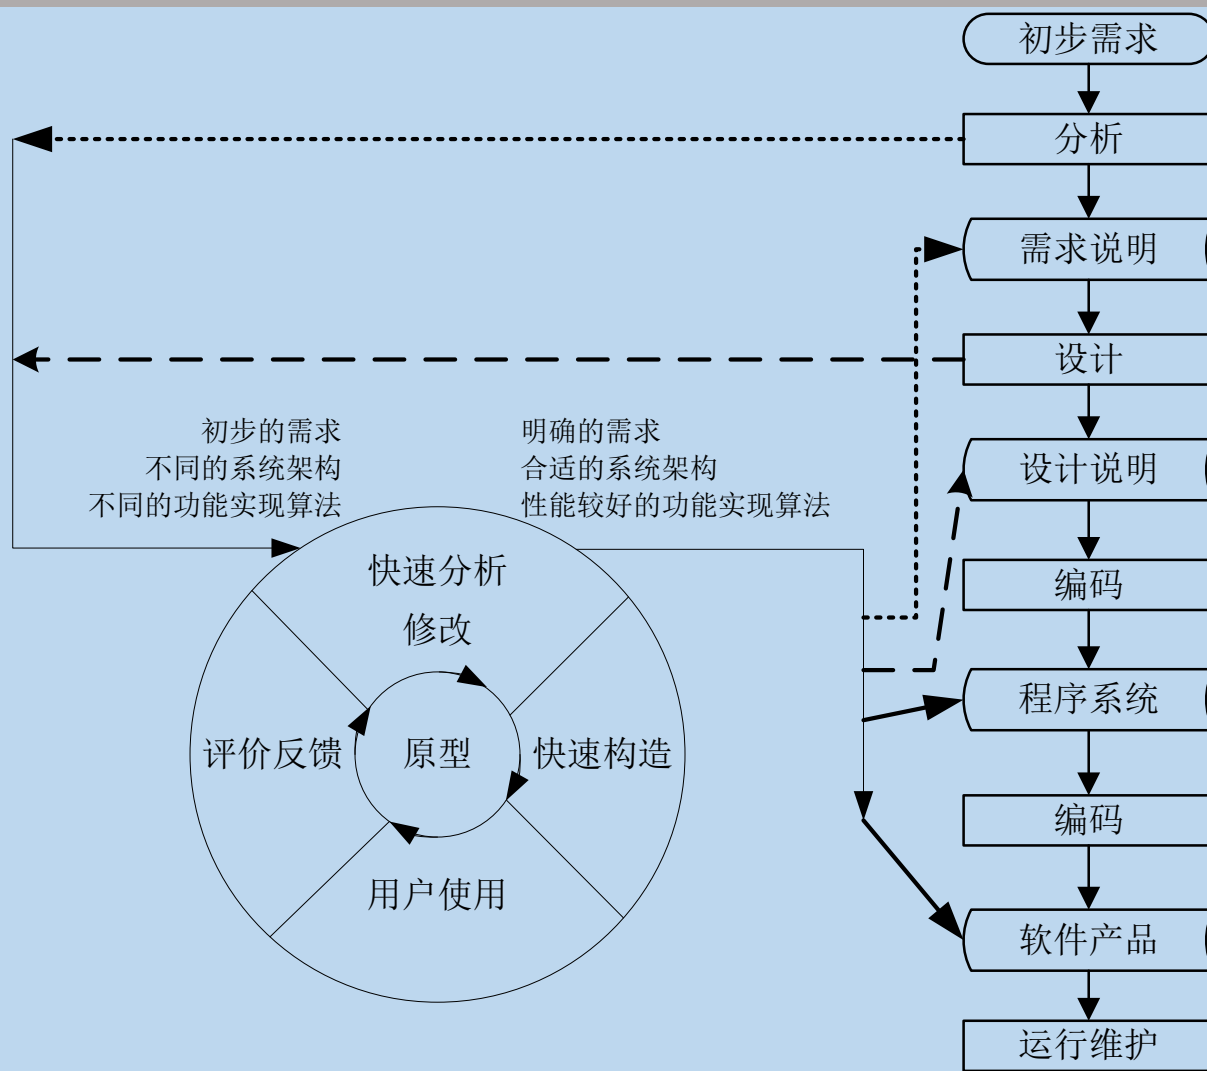 初步需求
分析
需求说明
设计
初步的需求
不同的系统架构
不同的功能实现算法
明确的需求
合适的系统架构
性能较好的功能实现算法
设计说明
快速分析
修改
编码
评价反馈
原型
快速构造
程序系统
编码
用户使用
软件产品
运行维护